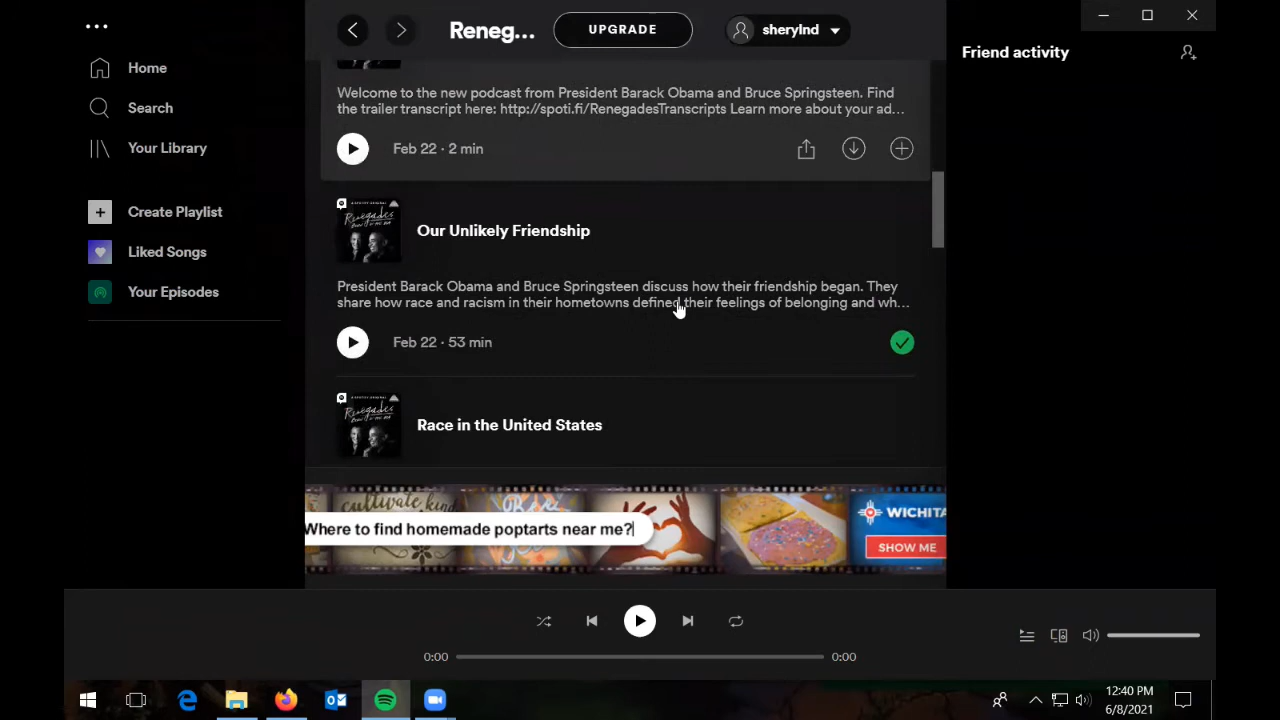 Reneg...
UPGRADE
sherylnd
Friend activity
Home
Search
Your Library
Create Playlist
Liked Songs
Your Episodes
Welcome to the new podcast from President Barack Obama and Bruce Springsteen. Find
the trailer transcript here: http://spoti.fi/RenegadesTranscripts Learn more about your ad...
Feb 22 · 2 min
Renegades
Our Unlikely Friendship
President Barack Obama and Bruce Springsteen discuss how their friendship began. They
share how race and racism in their hometowns defined their feelings of belonging and wh...
Feb 22 · 53 min
Renegades
Race in the United States
cultivate kind
Where to find homemade poptarts near me?
WICHITA
SHOW ME
0:00
0:00
12:40 PM
6/8/2021